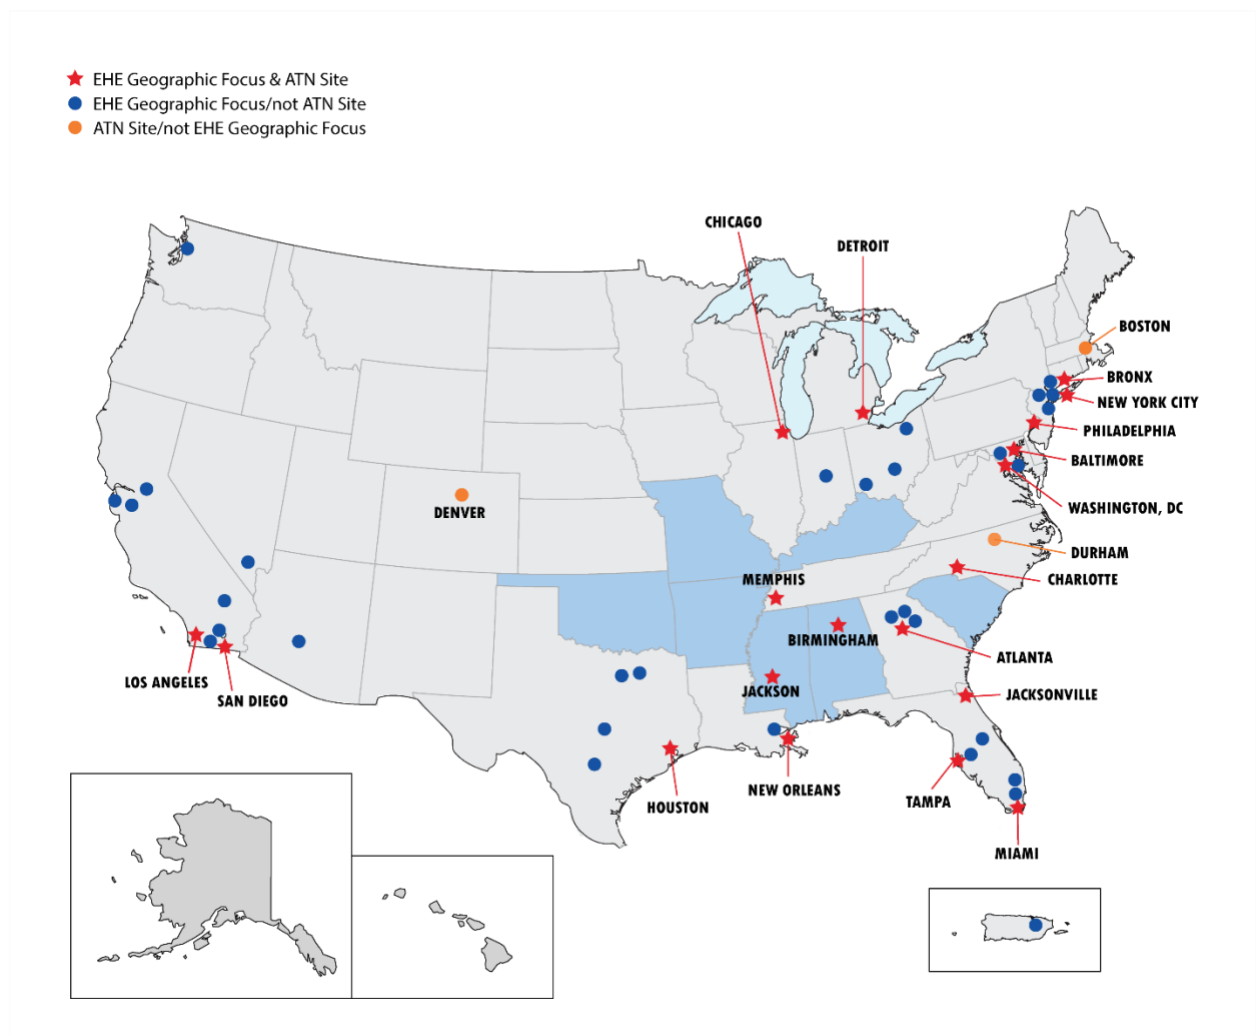 EHE Geographic Focus & ATN Site
EHE Geographic Focus/not ATN Site
ATN Site/not EHE Geographic Focus
CHICAGO
DETROIT
BOSTON
BRONX
NEW YORK CITY
PHILADELPHIA
BALTIMORE
WASHINGTON, DC
DENVER
DURHAM
CHARLOTTE
MEMPHIS
BIRMINGHAM
ATLANTA
LOS ANGELES
SAN DIEGO
JACKSON
JACKSONVILLE
NEW ORLEANS
HOUSTON
TAMPA
MIAMI